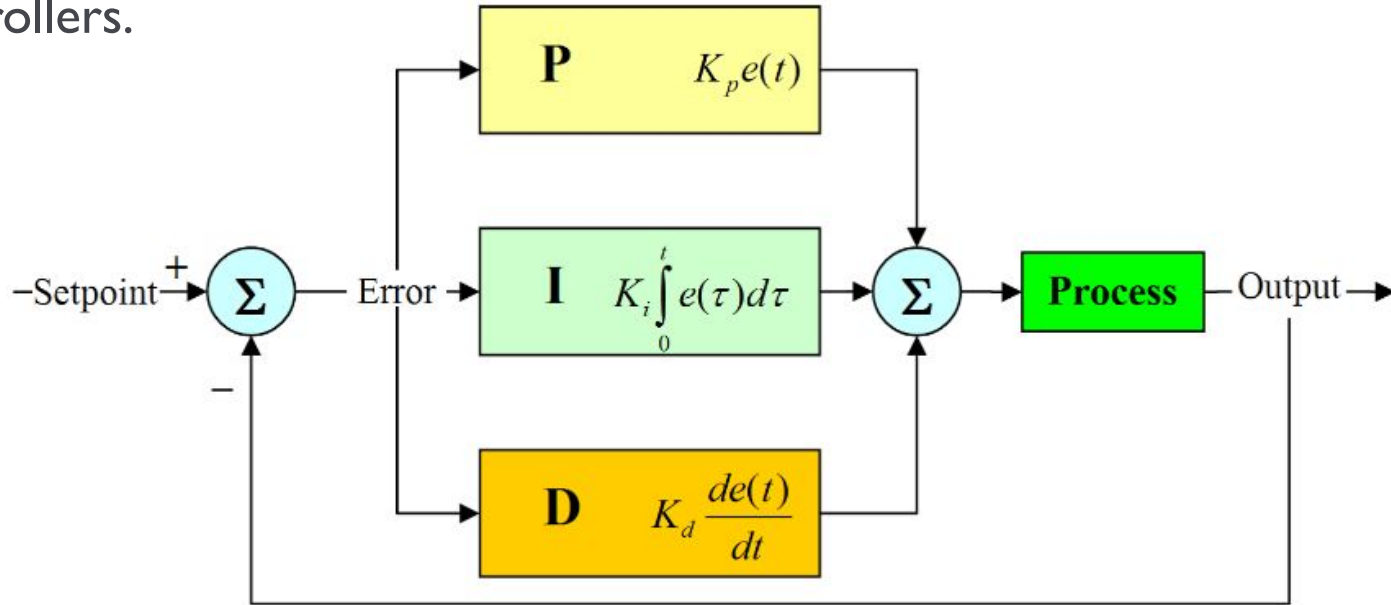 rollers.
P K_p e(t)
Setpoint + Σ Error I K_i ∫_0^t e(τ)dτ Σ Process Output
−
D K_d de(t)/dt